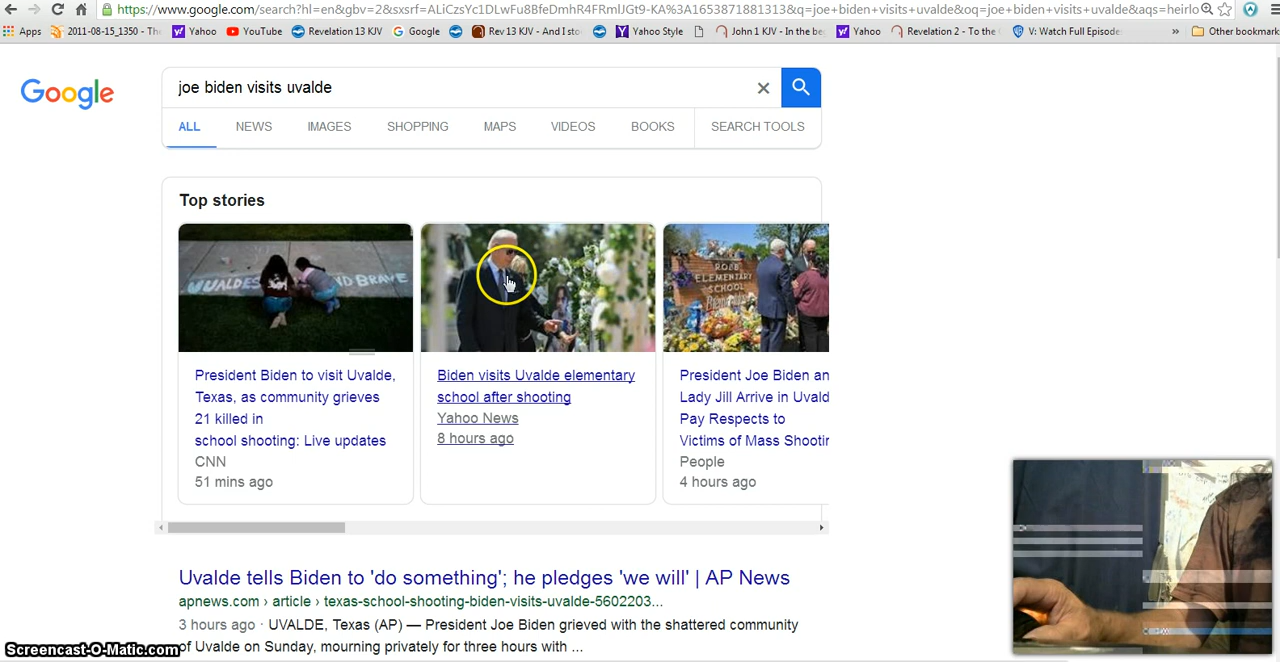 https://www.google.com/search?hl=en&gbv=2&sxsrf=ALiCzsYc1DLwFu8BfeDmhR4FRmlJGt9-KA%3A1653871881313&q=joe+biden+visits+uvalde&oq=joe+biden+visits+uvalde&aqs=heirlo
Apps 2011-08-15_1350 - The Yahoo YouTube Revelation 13 KJV Google Rev 13 KJV - And I sto Yahoo Style John 1 KJV - In the be Yahoo Revelation 2 - To the V: Watch Full Episode » Other bookmark
Google
joe biden visits uvalde
ALL NEWS IMAGES SHOPPING MAPS VIDEOS BOOKS SEARCH TOOLS
Top stories
UVALDE S ND BRAVE
ROBB
ELEMENTARY
SCHOOL
President Biden to visit Uvalde,
Texas, as community grieves
21 killed in
school shooting: Live updates
CNN
51 mins ago
Biden visits Uvalde elementary
school after shooting
Yahoo News
8 hours ago
President Joe Biden an
Lady Jill Arrive in Uvald
Pay Respects to
Victims of Mass Shootin
People
4 hours ago
Uvalde tells Biden to 'do something'; he pledges 'we will' | AP News
apnews.com › article › texas-school-shooting-biden-visits-uvalde-5602203...
3 hours ago · UVALDE, Texas (AP) — President Joe Biden grieved with the shattered community
of Uvalde on Sunday, mourning privately for three hours with ...
Screencast-O-Matic.com